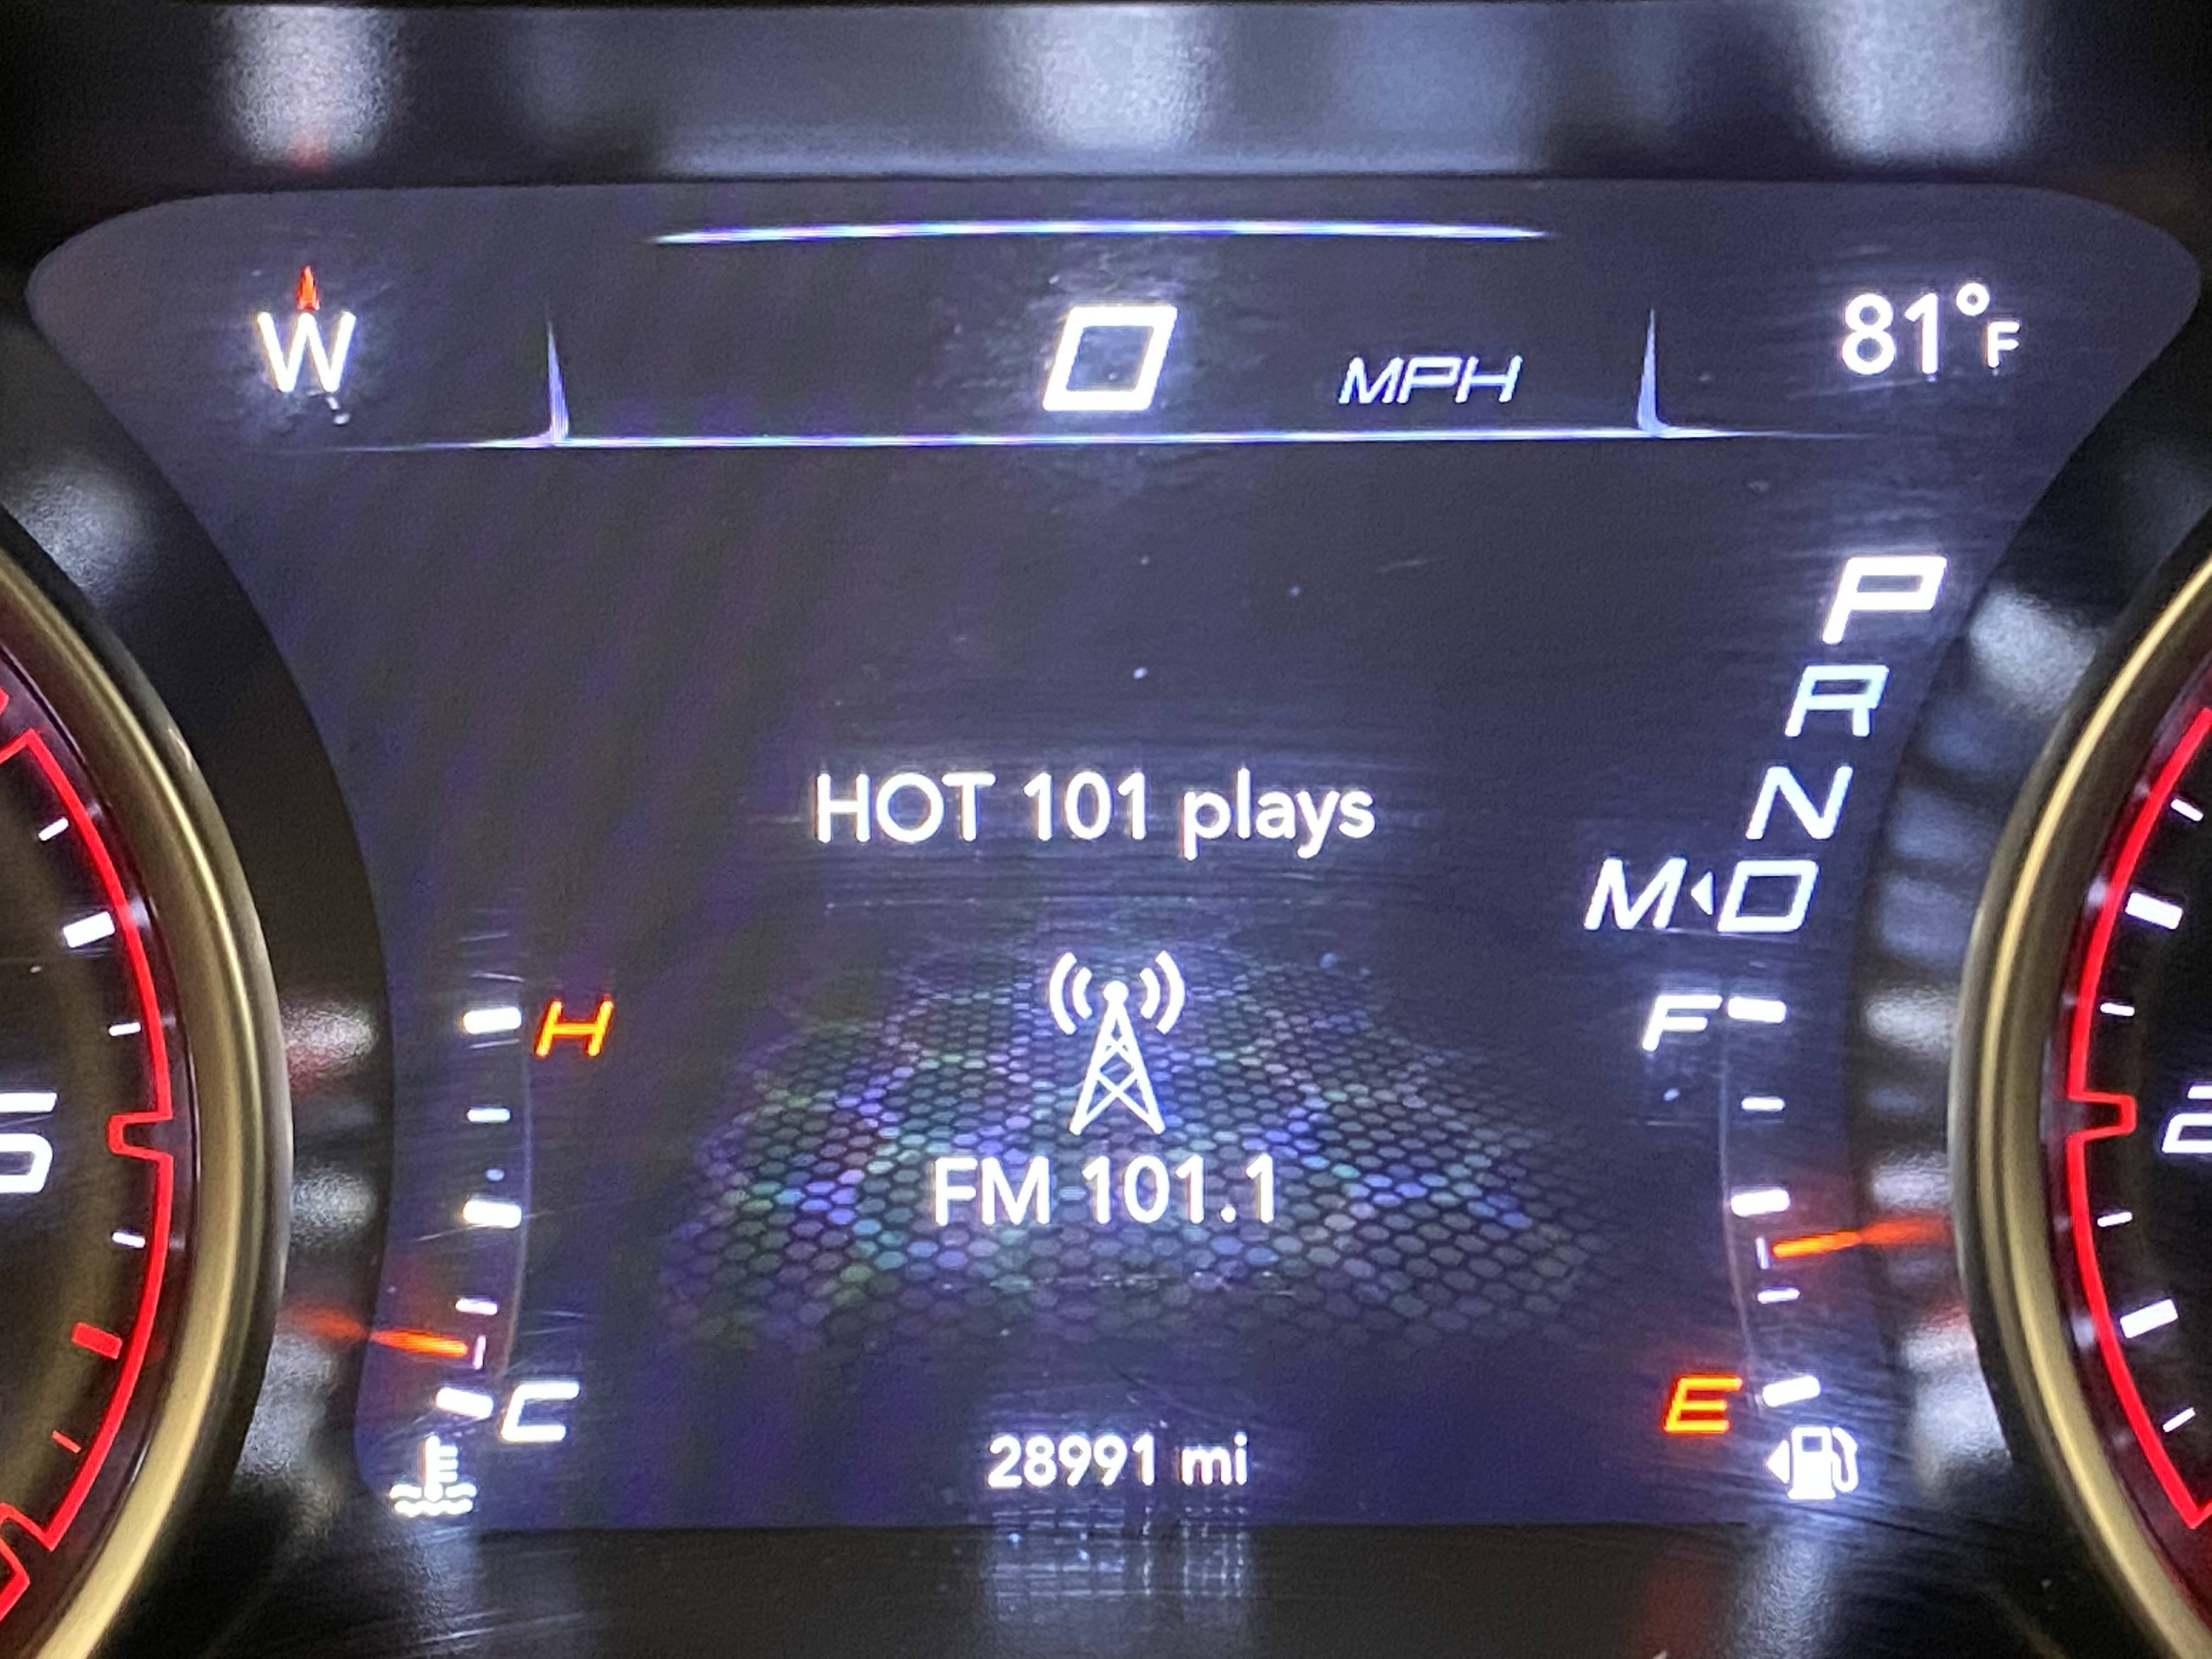 W
0 MPH
81°F
P
R
N
M D
HOT 101 plays
H
F
FM 101.1
C
E
28991 mi